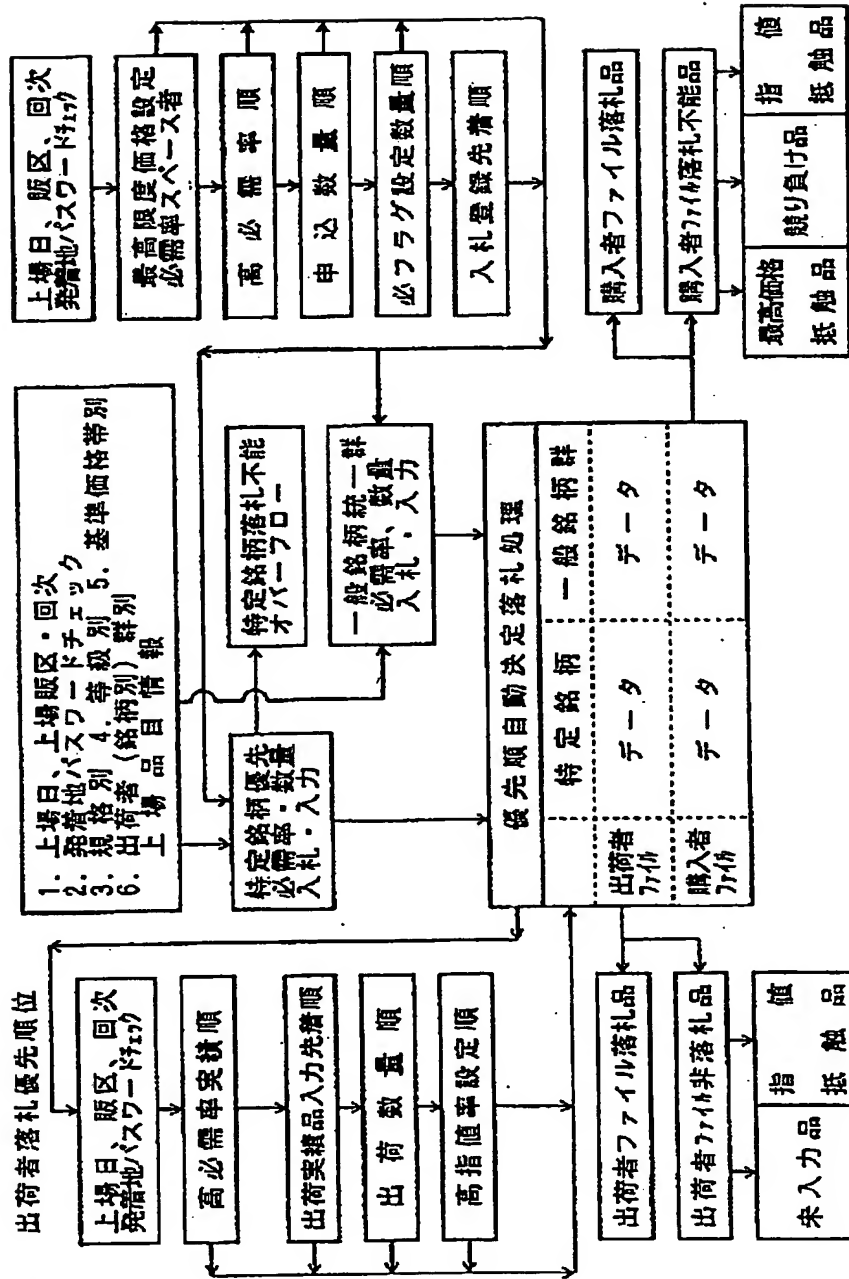 出荷者落札優先順位
上場日、販区、回次
発着地パスワードチェック
高必需率実績順
出荷実績品入力先着順
出荷数量順
高指値率設定順
1. 上場日、上場販区・回次
2. 発着地パスワードチェック
3. 規格別 4. 等級別 5. 基準価格帯別
6. 出荷者(銘柄別)群別
上場品目情報
特定銘柄優先
必需率・数量
入札・入力
特定銘柄落札不能
オバーフロー
一般銘柄統一群
必需率、数量
入札・入力
上場日、販区、回次
発着地パスワードチェック
最高限度価格設定
必需率スペース者
高必需率順
申込数量順
必フラグ設定数量順
入札登録先着順
優先順自動決定落札処理
特定銘柄 一般銘柄群
出荷者
ファイル
データ データ
購入者
ファイル
データ データ
出荷者ファイル落札品
出荷者ファイル非落札品
未入力品
指値
抵触品
購入者ファイル落札品
購入者ファイル落札不能品
最高価格
抵触品
競り負け品
指値
抵触品